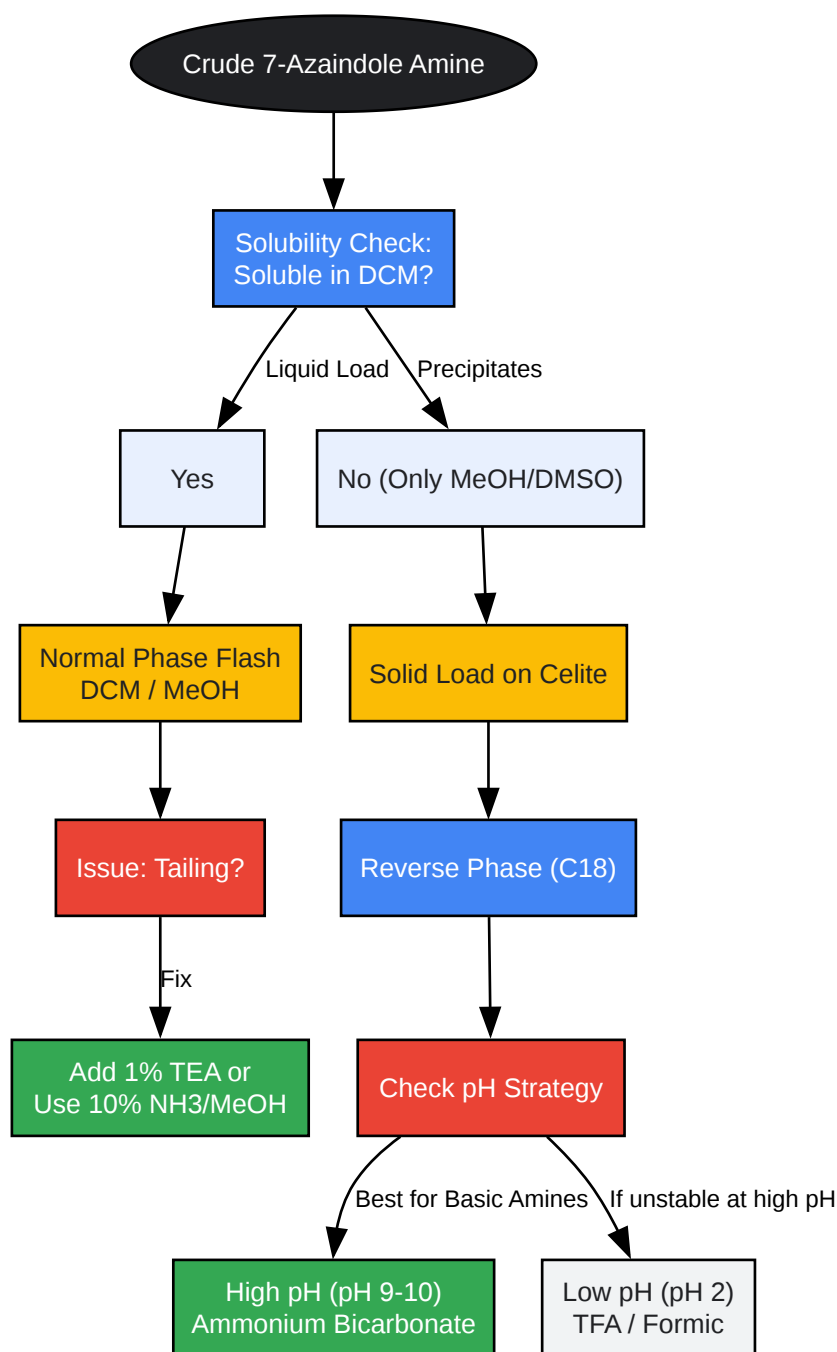 Crude 7-Azaindole Amine
Solubility Check:
Soluble in DCM?
Liquid Load
Precipitates
Yes
No (Only MeOH/DMSO)
Normal Phase Flash
DCM / MeOH
Solid Load on Celite
Issue: Tailing?
Reverse Phase (C18)
Fix
Add 1% TEA or
Use 10% NH3/MeOH
Check pH Strategy
Best for Basic Amines
If unstable at high pH
High pH (pH 9-10)
Ammonium Bicarbonate
Low pH (pH 2)
TFA / Formic